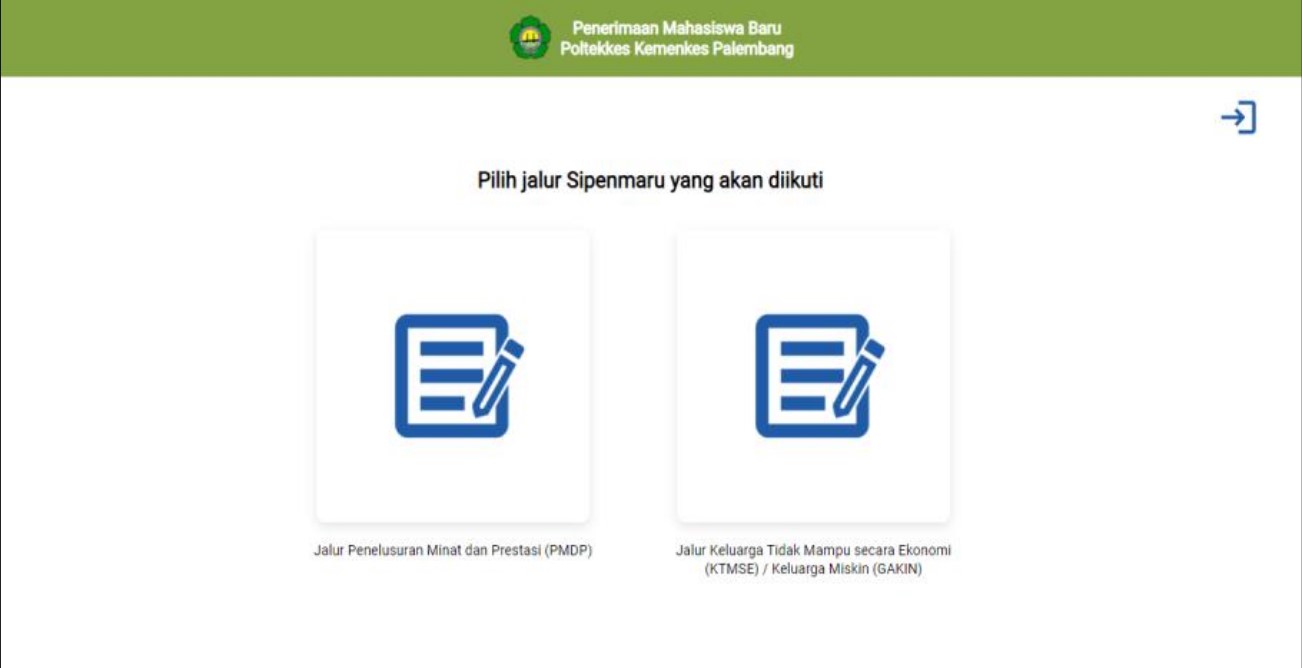 Penerimaan Mahasiswa Baru
Poltekkes Kemenkes Palembang
Pilih jalur Sipenmaru yang akan diikuti
Jalur Penelusuran Minat dan Prestasi (PMDP)
Jalur Keluarga Tidak Mampu secara Ekonomi
(KTMSE) / Keluarga Miskin (GAKIN)